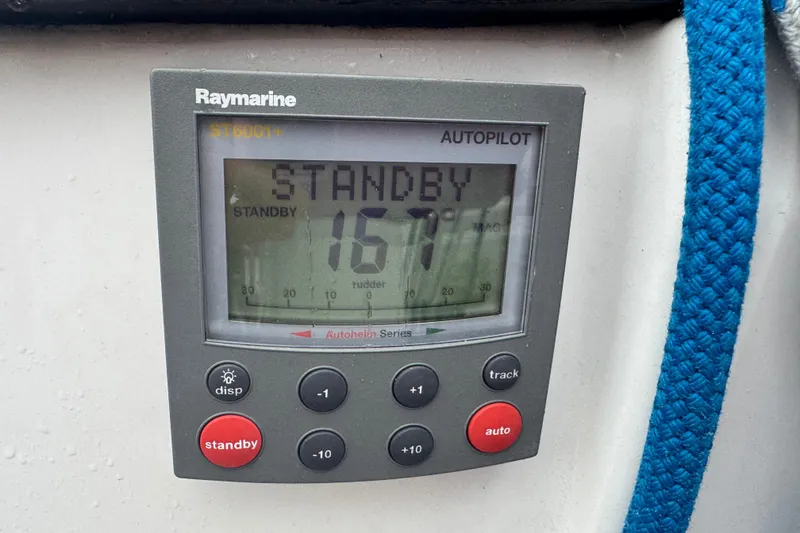 Raymarine
ST6001+ AUTOPILOT
STANDBY
STANDBY 167° MAG
rudder
30 20 10 0 10 20 30
Autohelm Series
disp -1 +1 track
standby -10 +10 auto